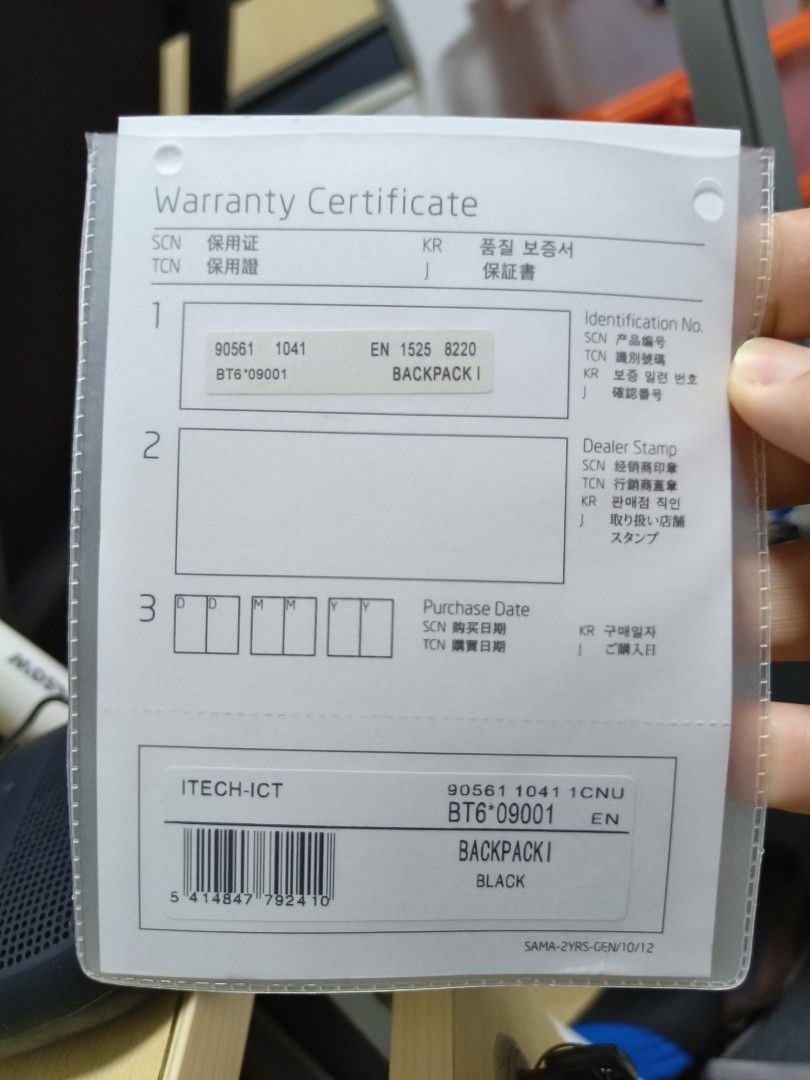 Warranty Certificate
SCN 保用证 KR 품질 보증서
TCN 保用證 J 保証書
1
90561 1041 EN 1525 8220
BT6*09001 BACKPACK I
Identification No.
SCN 产品编号
TCN 識別號碼
KR 보증 일련 번호
J 確認番号
2
Dealer Stamp
SCN 经销商印章
TCN 行銷商蓋章
KR 판매점 직인
J 取り扱い店舗
スタンプ
3
D D M M Y Y
Purchase Date
SCN 购买日期 KR 구매일자
TCN 購買日期 J ご購入日
ITECH-ICT 90561 1041 1CNU
BT6*09001 EN
BACKPACK I
BLACK
5 414847 792410
SAMA-2YRS-GEN/10/12